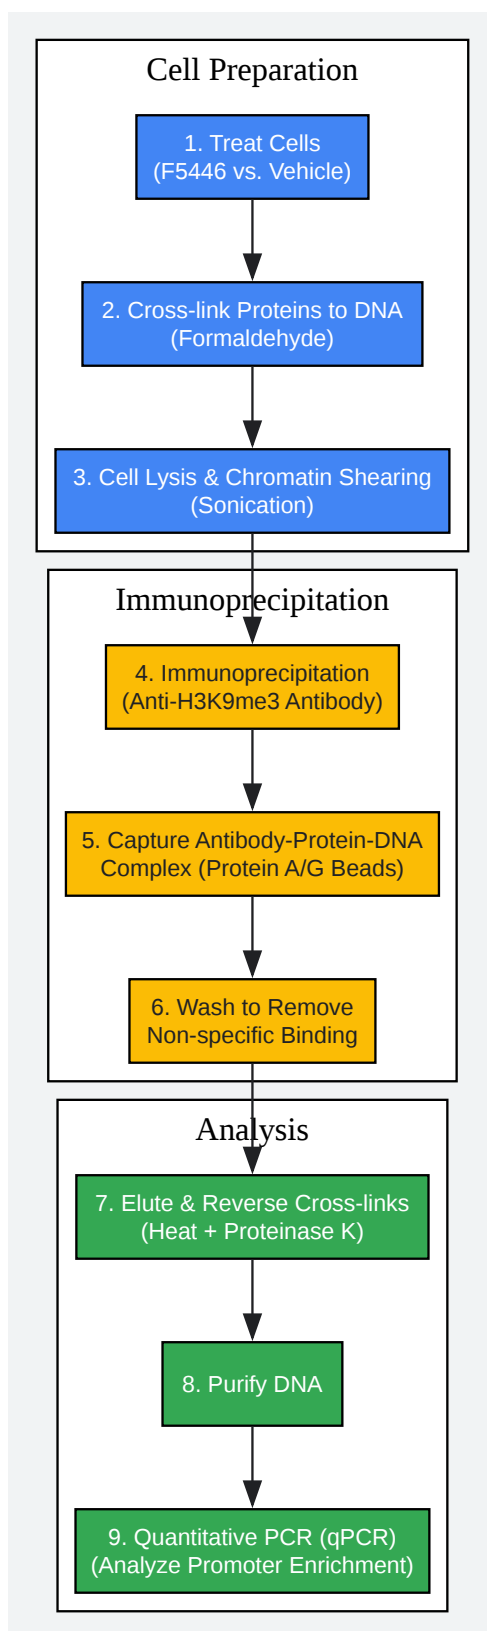 Cell Preparation
1. Treat Cells
(F5446 vs. Vehicle)
2. Cross-link Proteins to DNA
(Formaldehyde)
3. Cell Lysis & Chromatin Shearing
(Sonication)
Immunoprecipitation
4. Immunoprecipitation
(Anti-H3K9me3 Antibody)
5. Capture Antibody-Protein-DNA
Complex (Protein A/G Beads)
6. Wash to Remove
Non-specific Binding
Analysis
7. Elute & Reverse Cross-links
(Heat + Proteinase K)
8. Purify DNA
9. Quantitative PCR (qPCR)
(Analyze Promoter Enrichment)